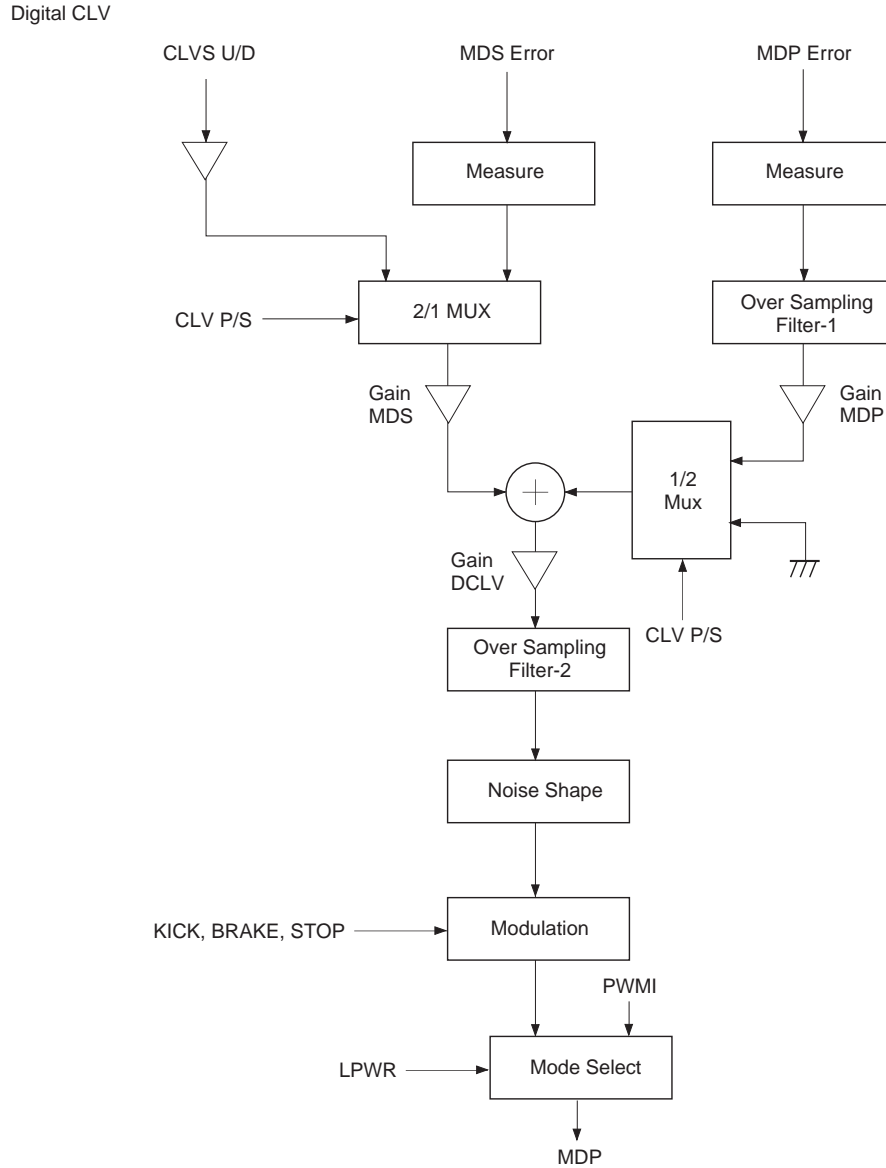 Digital CLV
CLVS U/D
MDS Error
MDP Error
Measure
Measure
CLV P/S
2/1 MUX
Over Sampling
Filter-1
Gain
MDS
Gain
MDP
1/2
Mux
Gain
DCLV
CLV P/S
Over Sampling
Filter-2
Noise Shape
KICK, BRAKE, STOP
Modulation
PWMI
LPWR
Mode Select
MDP